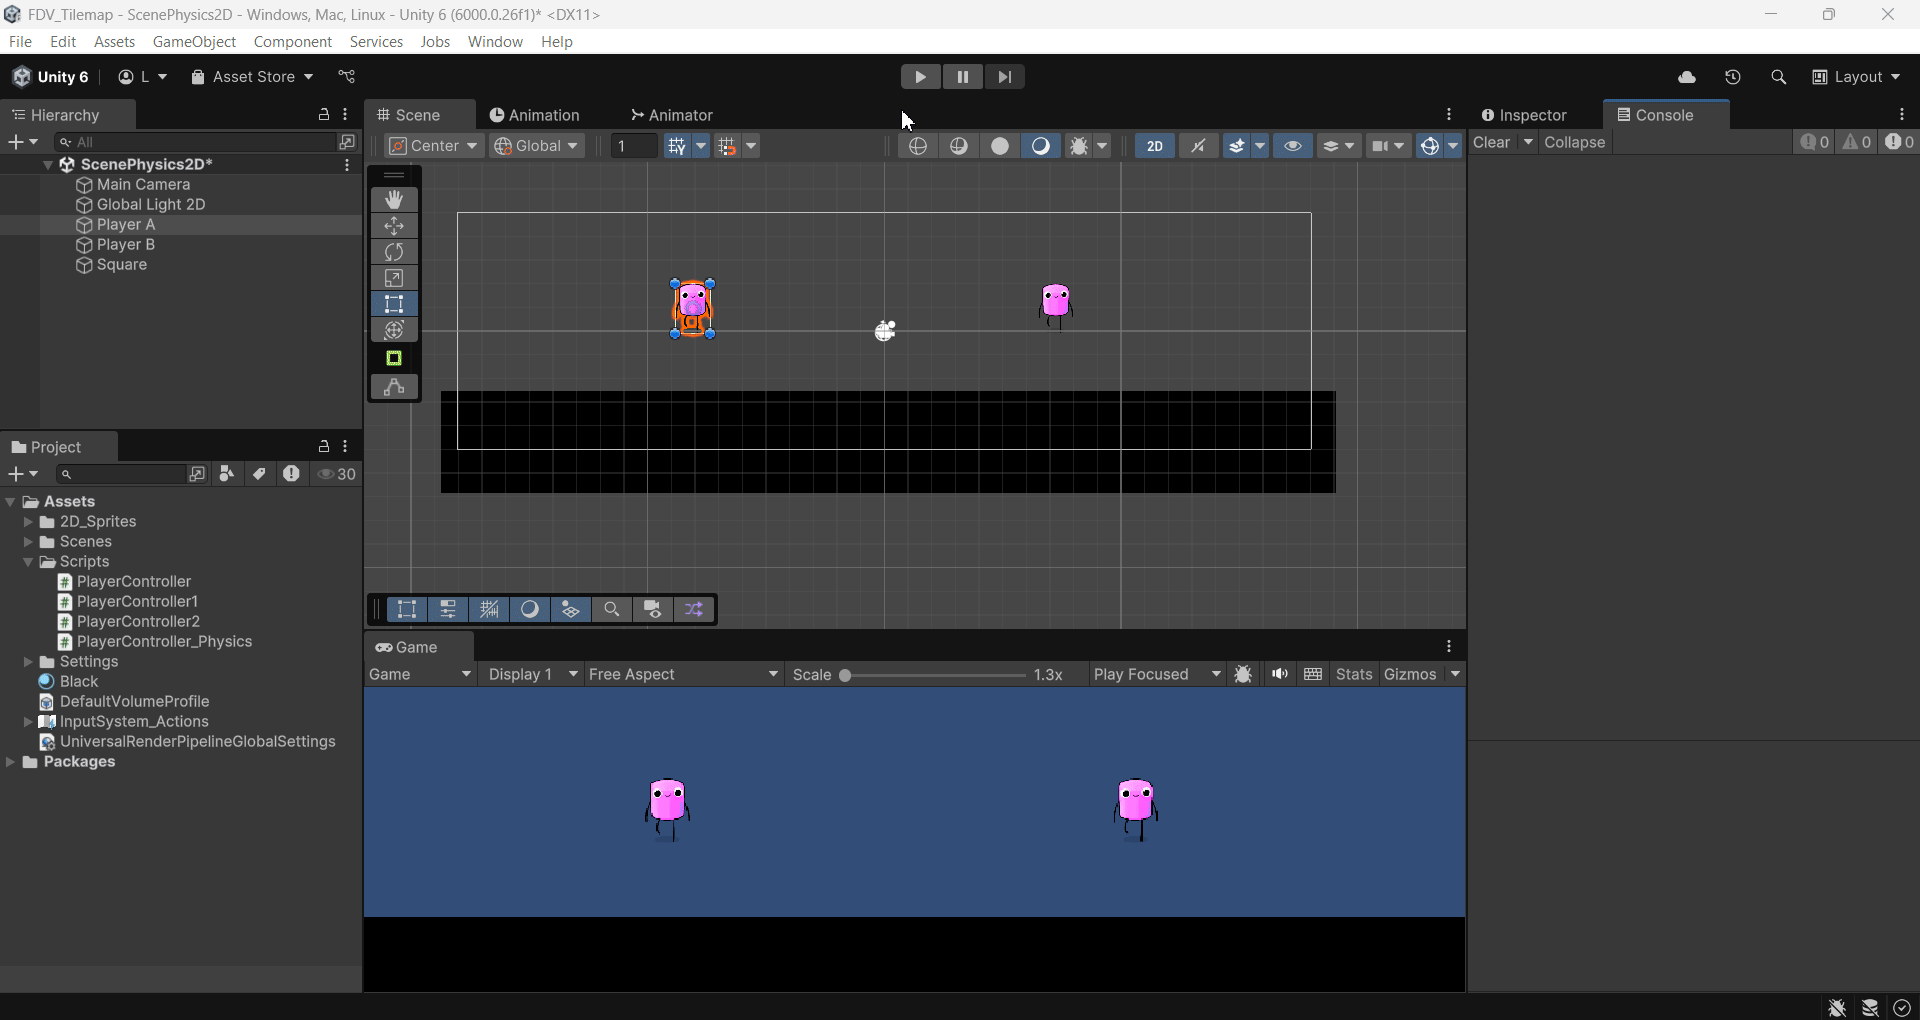 FDV_Tilemap - ScenePhysics2D - Windows, Mac, Linux - Unity 6 (6000.0.26f1)* <DX11>
File Edit Assets GameObject Component Services Jobs Window Help
Unity 6 L Asset Store Layout
Hierarchy
All
ScenePhysics2D*
Main Camera
Global Light 2D
Player A
Player B
Square
Project
30
Assets
2D_Sprites
Scenes
Scripts
PlayerController
PlayerController1
PlayerController2
PlayerController_Physics
Settings
Black
DefaultVolumeProfile
InputSystem_Actions
UniversalRenderPipelineGlobalSettings
Packages
Scene Animation Animator
Center Global 1 2D
Game
Game Display 1 Free Aspect Scale 1.3x Play Focused Stats Gizmos
Inspector Console
Clear Collapse 0 0 0